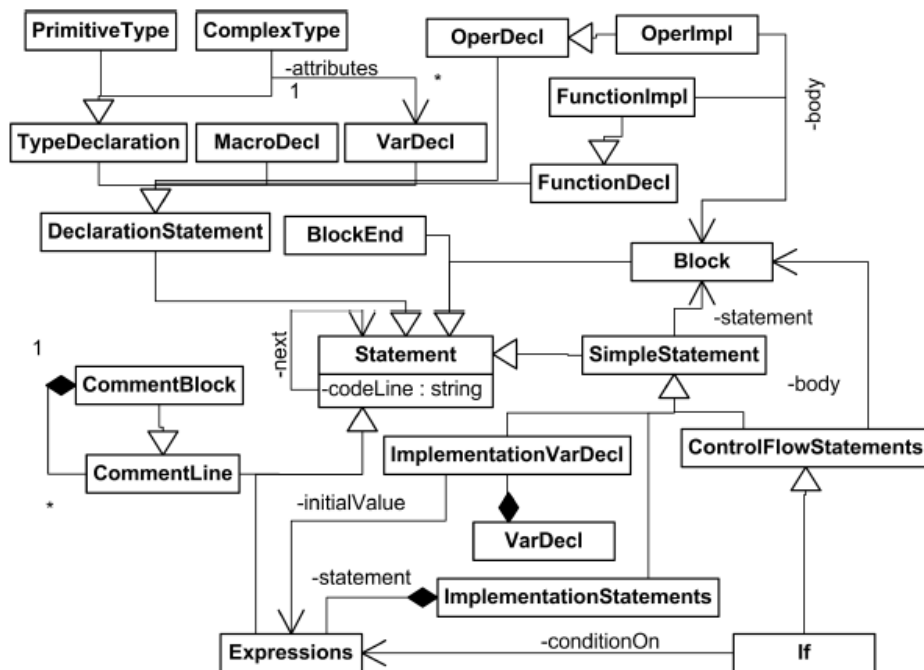 PrimitiveType
ComplexType
OperDecl
OperImpl
-attributes
1
*
FunctionImpl
-body
TypeDeclaration
MacroDecl
VarDecl
FunctionDecl
DeclarationStatement
BlockEnd
Block
-statement
-next
Statement
-codeLine : string
SimpleStatement
1
CommentBlock
-body
ImplementationVarDecl
ControlFlowStatements
CommentLine
*
-initialValue
VarDecl
-statement
ImplementationStatements
-conditionOn
Expressions
If